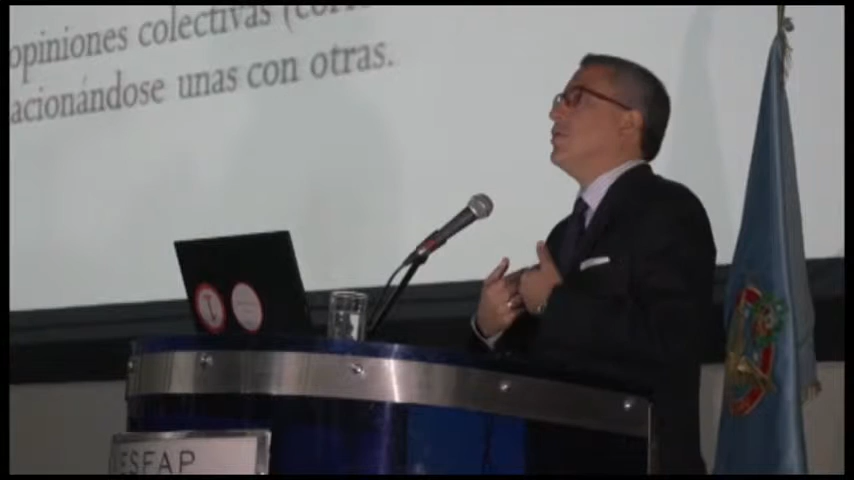 opiniones colectivas
acionándose unas con otras.
ESFAP